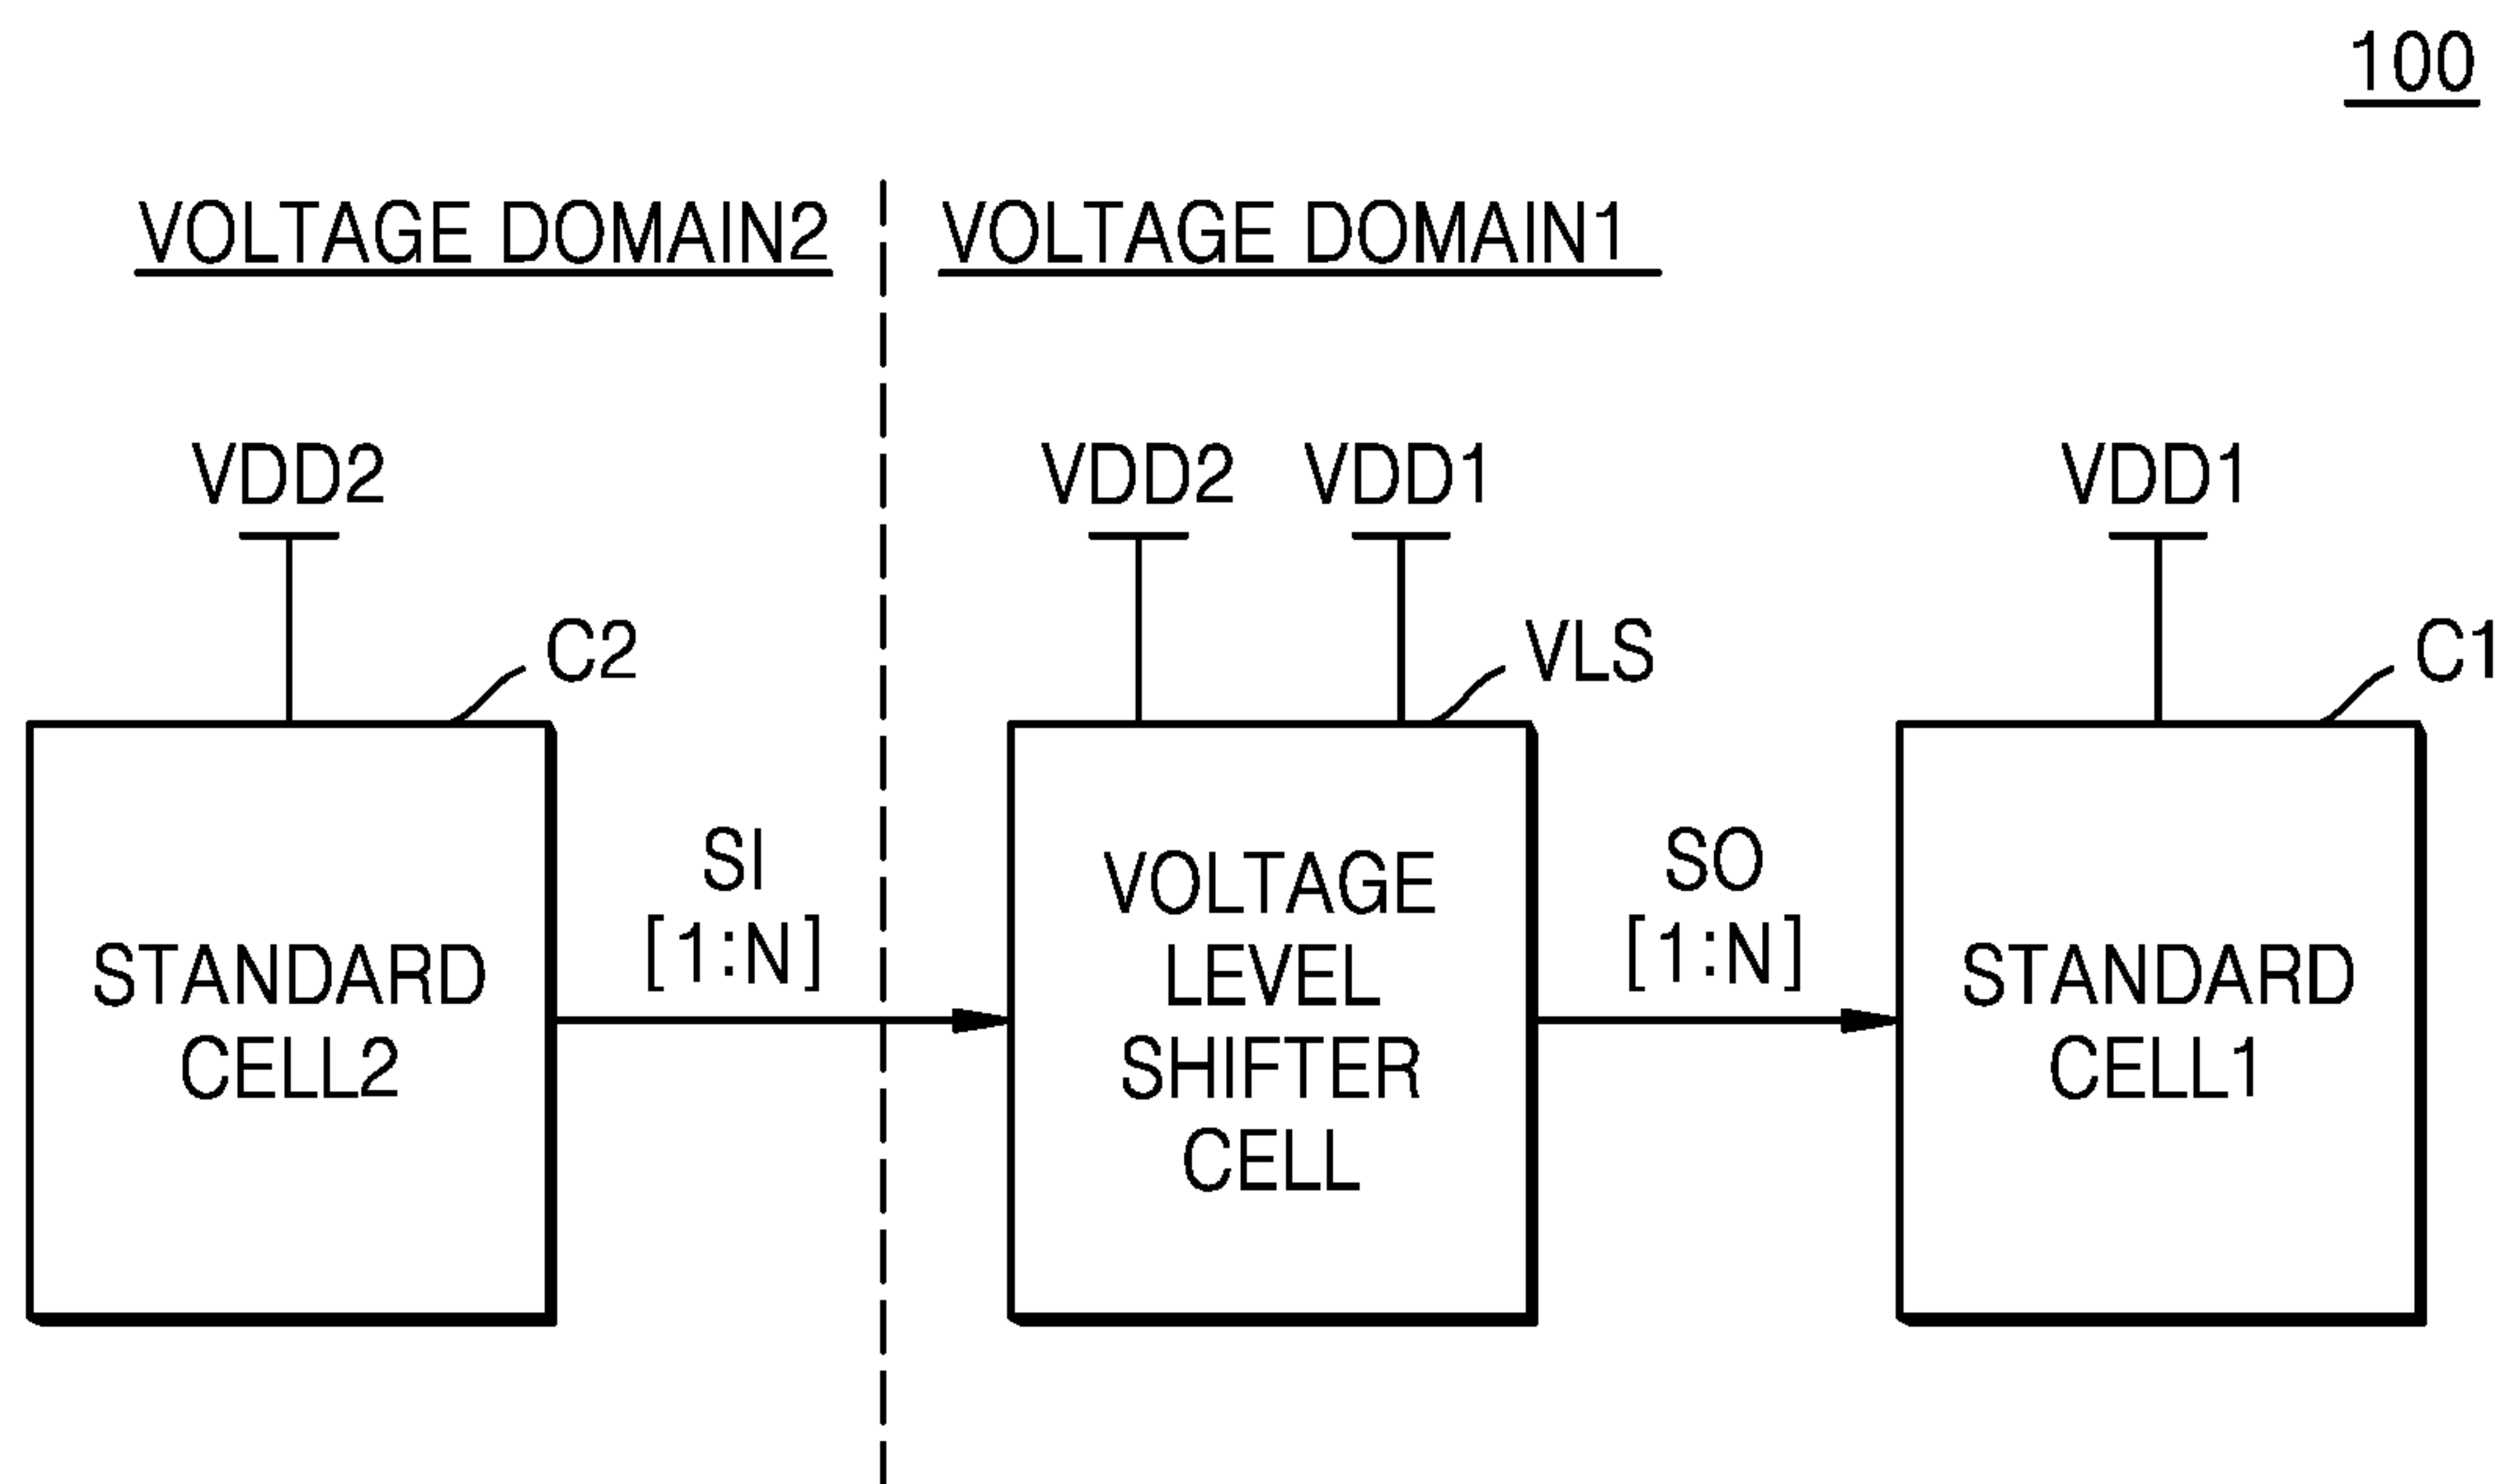 100
VOLTAGE DOMAIN2
VOLTAGE DOMAIN1
VDD2
VDD2
VDD1
VDD1
C2
VLS
C1
STANDARD
CELL2
SI
[1:N]
VOLTAGE
LEVEL
SHIFTER
CELL
SO
[1:N]
STANDARD
CELL1